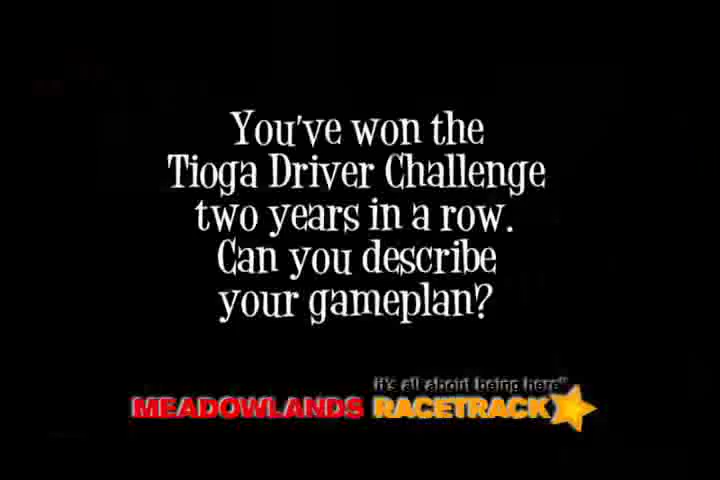 You've won the
Tioga Driver Challenge
two years in a row.
Can you describe
your gameplan?
it's all about being here"
MEADOWLANDS RACETRACK